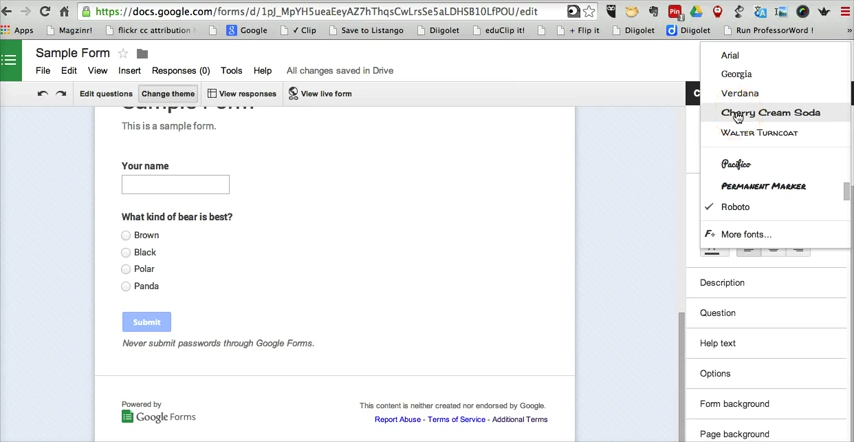 https://docs.google.com/forms/d/1pJ_MpYH5ueaEeyAZ7hThqsCwLrsSe5aLDHSB10LfPOU/edit
Apps Magzinr! flickr cc attribution Google ✓ Clip Save to Listango Diigolet eduClip it! + Flip it Diigolet Diigolet Run ProfessorWord ! »
Sample Form
File Edit View Insert Responses (0) Tools Help All changes saved in Drive
Edit questions Change theme View responses View live form
Sample Form
This is a sample form.
Your name
What kind of bear is best?
Brown
Black
Polar
Panda
Submit
Never submit passwords through Google Forms.
Powered by
Google Forms
This content is neither created nor endorsed by Google.
Report Abuse - Terms of Service - Additional Terms
Arial
Georgia
Verdana
Cherry Cream Soda
Walter Turncoat
Pacifico
Permanent Marker
Roboto
More fonts...
Description
Question
Help text
Options
Form background
Page background